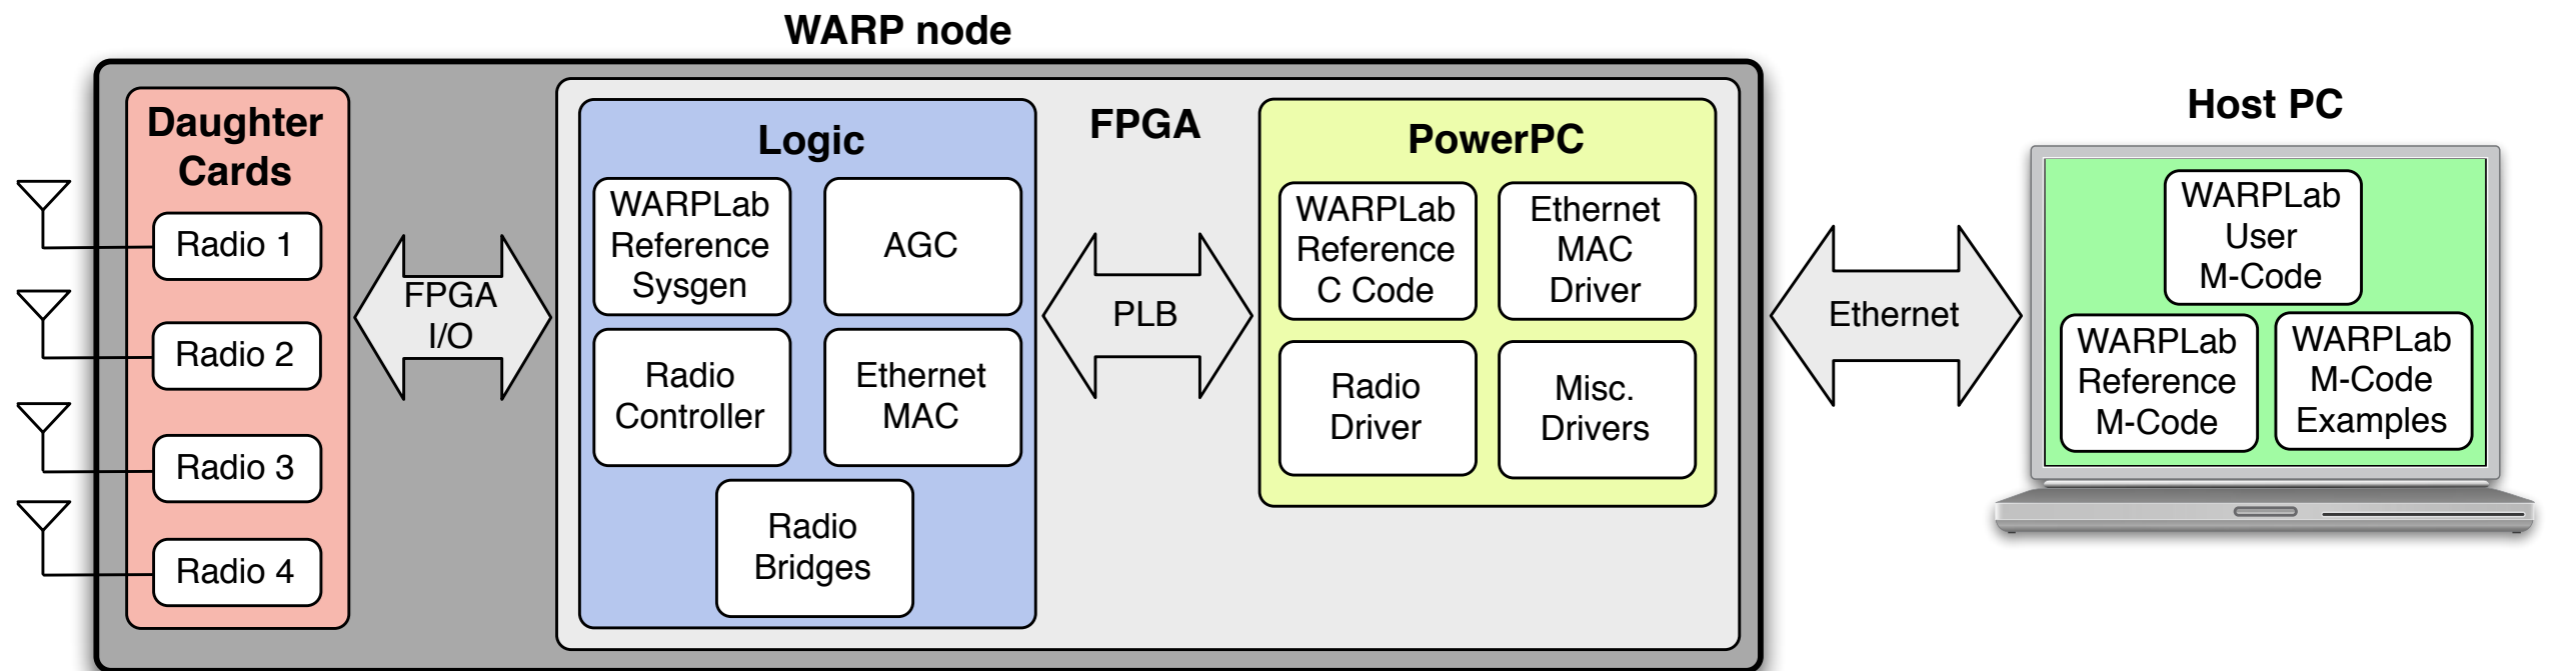 WARP node
Daughter
Cards
Radio 1
Radio 2
Radio 3
Radio 4
FPGA
I/O
FPGA
Logic
WARPLab
Reference
Sysgen
AGC
Radio
Controller
Ethernet
MAC
Radio
Bridges
PLB
PowerPC
WARPLab
Reference
C Code
Ethernet
MAC
Driver
Radio
Driver
Misc.
Drivers
Ethernet
Host PC
WARPLab
User
M-Code
WARPLab
Reference
M-Code
WARPLab
M-Code
Examples